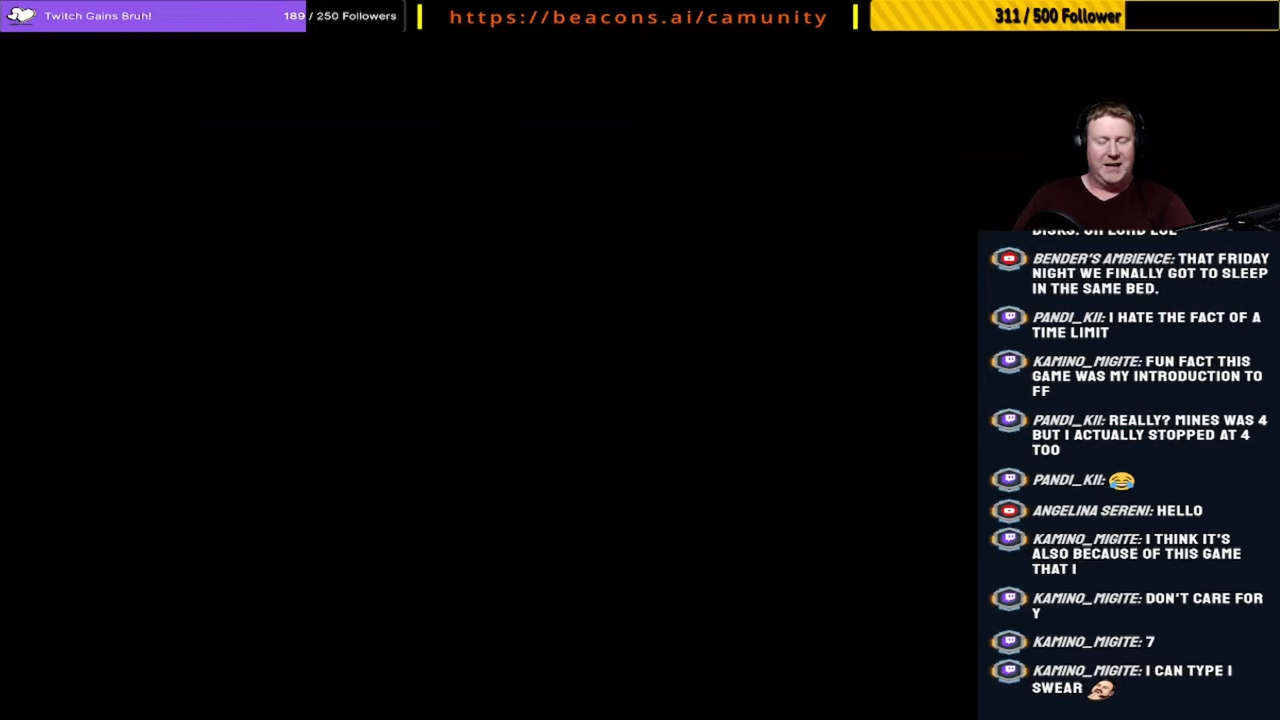 Twitch Gains Bruh!
189 / 250 Followers
https://beacons.ai/camunity
311 / 500 Follower
DISKS. OH LORD LOL
BENDER'S AMBIENCE: THAT FRIDAY
NIGHT WE FINALLY GOT TO SLEEP
IN THE SAME BED.
PANDI_KII: I HATE THE FACT OF A
TIME LIMIT
KAMINO_MIGITE: FUN FACT THIS
GAME WAS MY INTRODUCTION TO
FF
PANDI_KII: REALLY? MINES WAS 4
BUT I ACTUALLY STOPPED AT 4
TOO
PANDI_KII: 😂
ANGELINA SERENI: HELLO
KAMINO_MIGITE: I THINK IT'S
ALSO BECAUSE OF THIS GAME
THAT I
KAMINO_MIGITE: DON'T CARE FOR
Y
KAMINO_MIGITE: 7
KAMINO_MIGITE: I CAN TYPE I
SWEAR